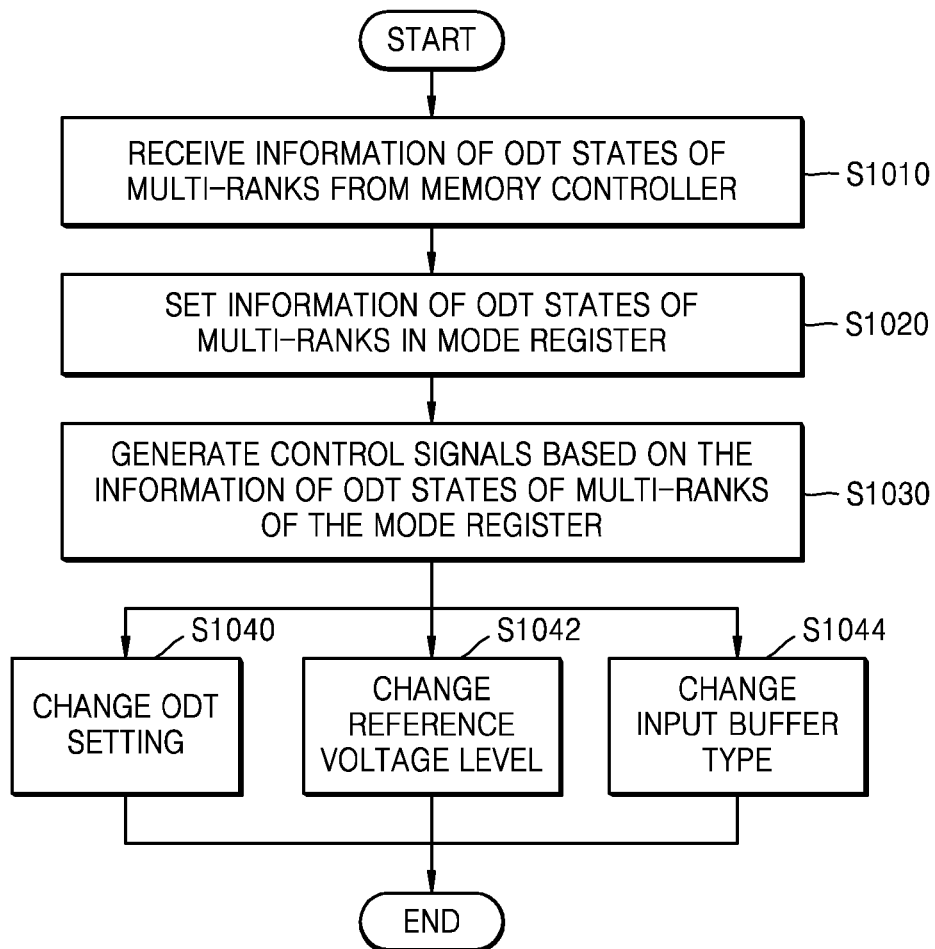 START
RECEIVE INFORMATION OF ODT STATES OF
MULTI-RANKS FROM MEMORY CONTROLLER
S1010
SET INFORMATION OF ODT STATES OF
MULTI-RANKS IN MODE REGISTER
S1020
GENERATE CONTROL SIGNALS BASED ON THE
INFORMATION OF ODT STATES OF MULTI-RANKS
OF THE MODE REGISTER
S1030
S1040
CHANGE ODT
SETTING
S1042
CHANGE
REFERENCE
VOLTAGE LEVEL
S1044
CHANGE
INPUT BUFFER
TYPE
END